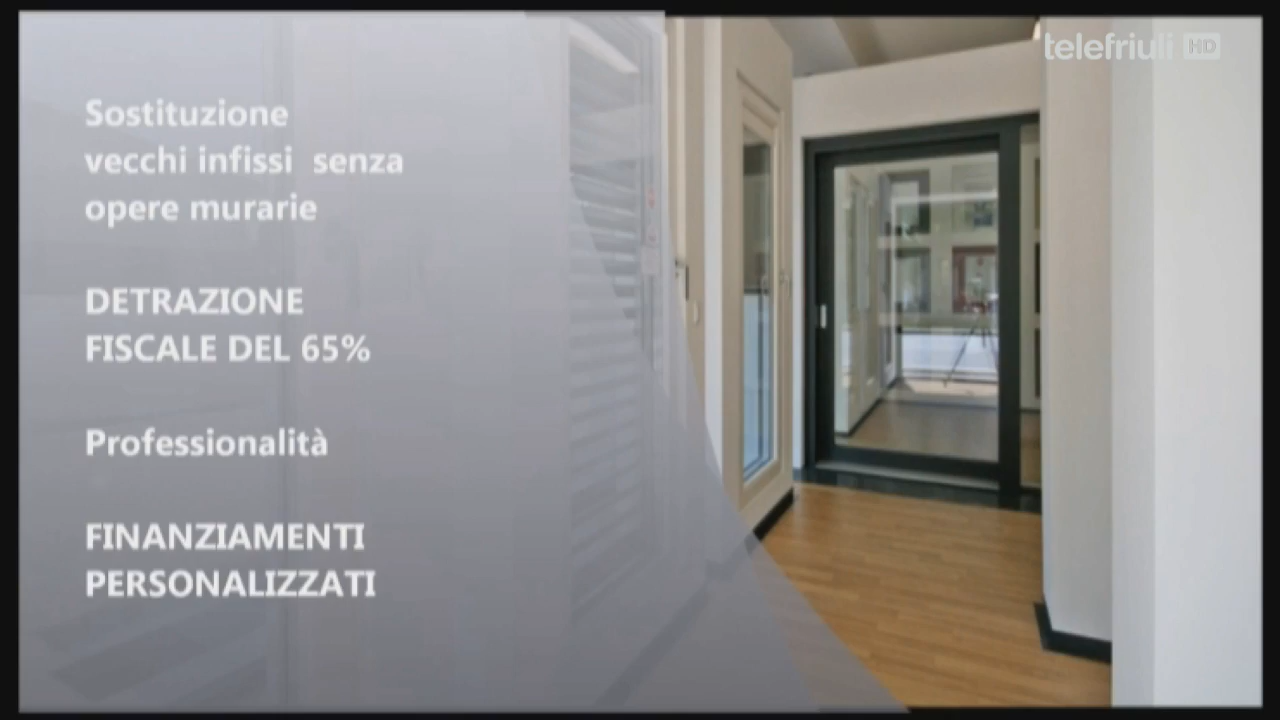 telefriuli HD
Sostituzione
vecchi infissi senza
opere murarie
DETRAZIONE
FISCALE DEL 65%
Professionalità
FINANZIAMENTI
PERSONALIZZATI